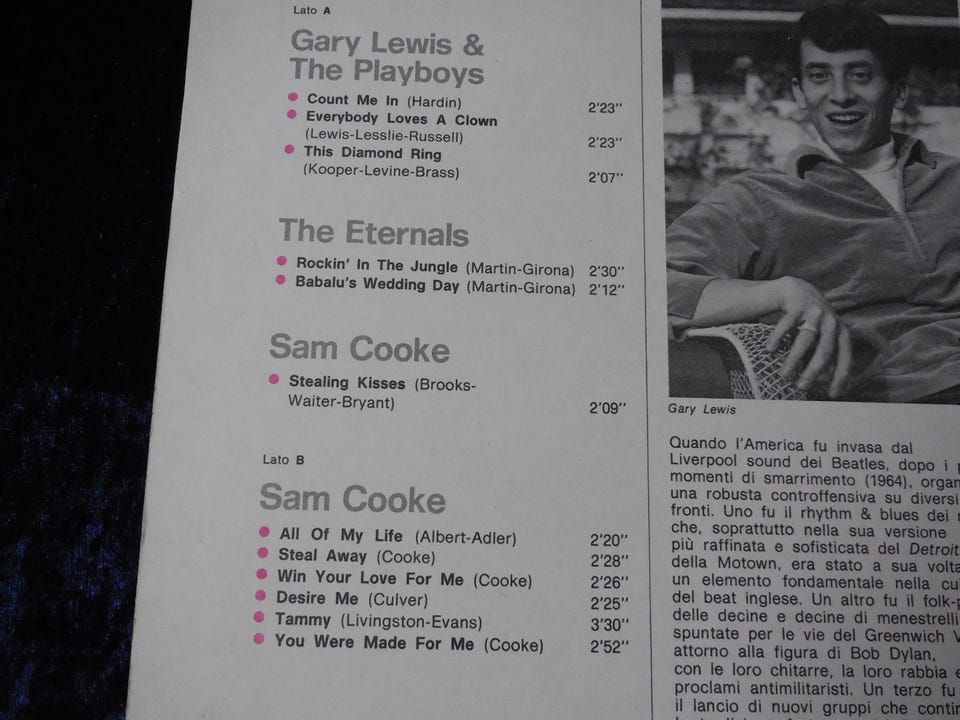 Lato A
Gary Lewis &
The Playboys
Count Me In (Hardin) 2'23''
Everybody Loves A Clown
(Lewis-Lesslie-Russell) 2'23''
This Diamond Ring
(Kooper-Levine-Brass) 2'07''
The Eternals
Rockin' In The Jungle (Martin-Girona) 2'30''
Babalu's Wedding Day (Martin-Girona) 2'12''
Sam Cooke
Stealing Kisses (Brooks-
Waiter-Bryant) 2'09''
Lato B
Sam Cooke
All Of My Life (Albert-Adler) 2'20''
Steal Away (Cooke) 2'28''
Win Your Love For Me (Cooke) 2'26''
Desire Me (Culver) 2'25''
Tammy (Livingston-Evans) 3'30''
You Were Made For Me (Cooke) 2'52''
Gary Lewis
Quando l'America fu invasa dal
Liverpool sound dei Beatles, dopo i
momenti di smarrimento (1964), organ
una robusta controffensiva su diversi
fronti. Uno fu il rhythm & blues dei
che, soprattutto nella sua versione
più raffinata e sofisticata del Detroit
della Motown, era stato a sua volta
un elemento fondamentale nella cu
del beat inglese. Un altro fu il folk-
delle decine e decine di menestrelli
spuntate per le vie del Greenwich V
attorno alla figura di Bob Dylan,
con le loro chitarre, la loro rabbia e
proclami antimilitaristi. Un terzo fu
il lancio di nuovi gruppi che contin